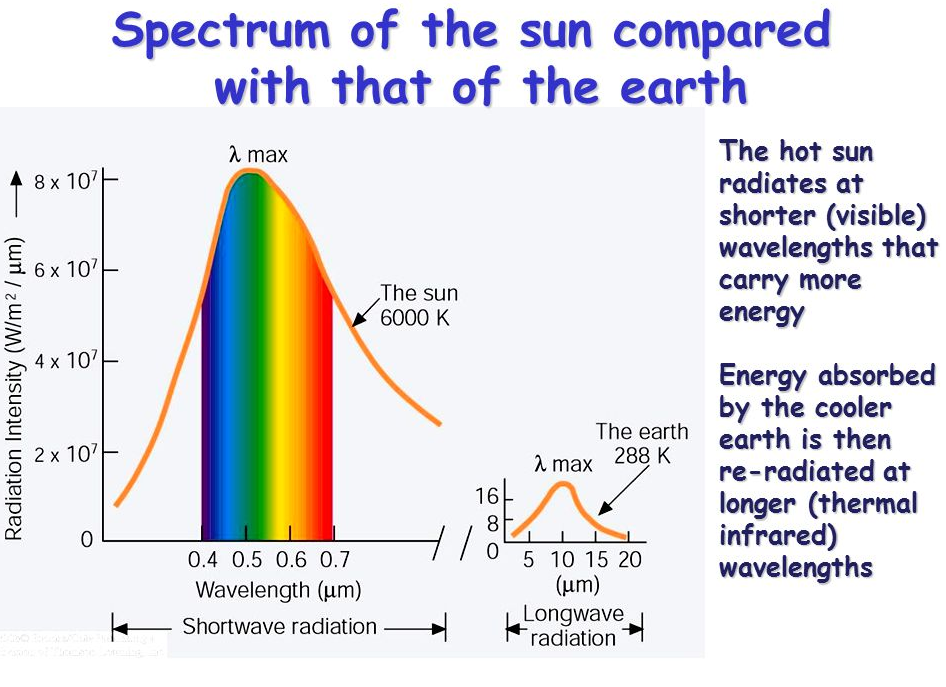 Spectrum of the sun compared
with that of the earth
λ max
8 x 10⁷
6 x 10⁷
4 x 10⁷
2 x 10⁷
0
Radiation Intensity (W/m² / μm)
The sun
6000 K
0.4 0.5 0.6 0.7
Wavelength (μm)
Shortwave radiation
The earth
288 K
λ max
16
8
0
5 10 15 20
(μm)
Longwave
radiation
The hot sun
radiates at
shorter (visible)
wavelengths that
carry more
energy
Energy absorbed
by the cooler
earth is then
re-radiated at
longer (thermal
infrared)
wavelengths